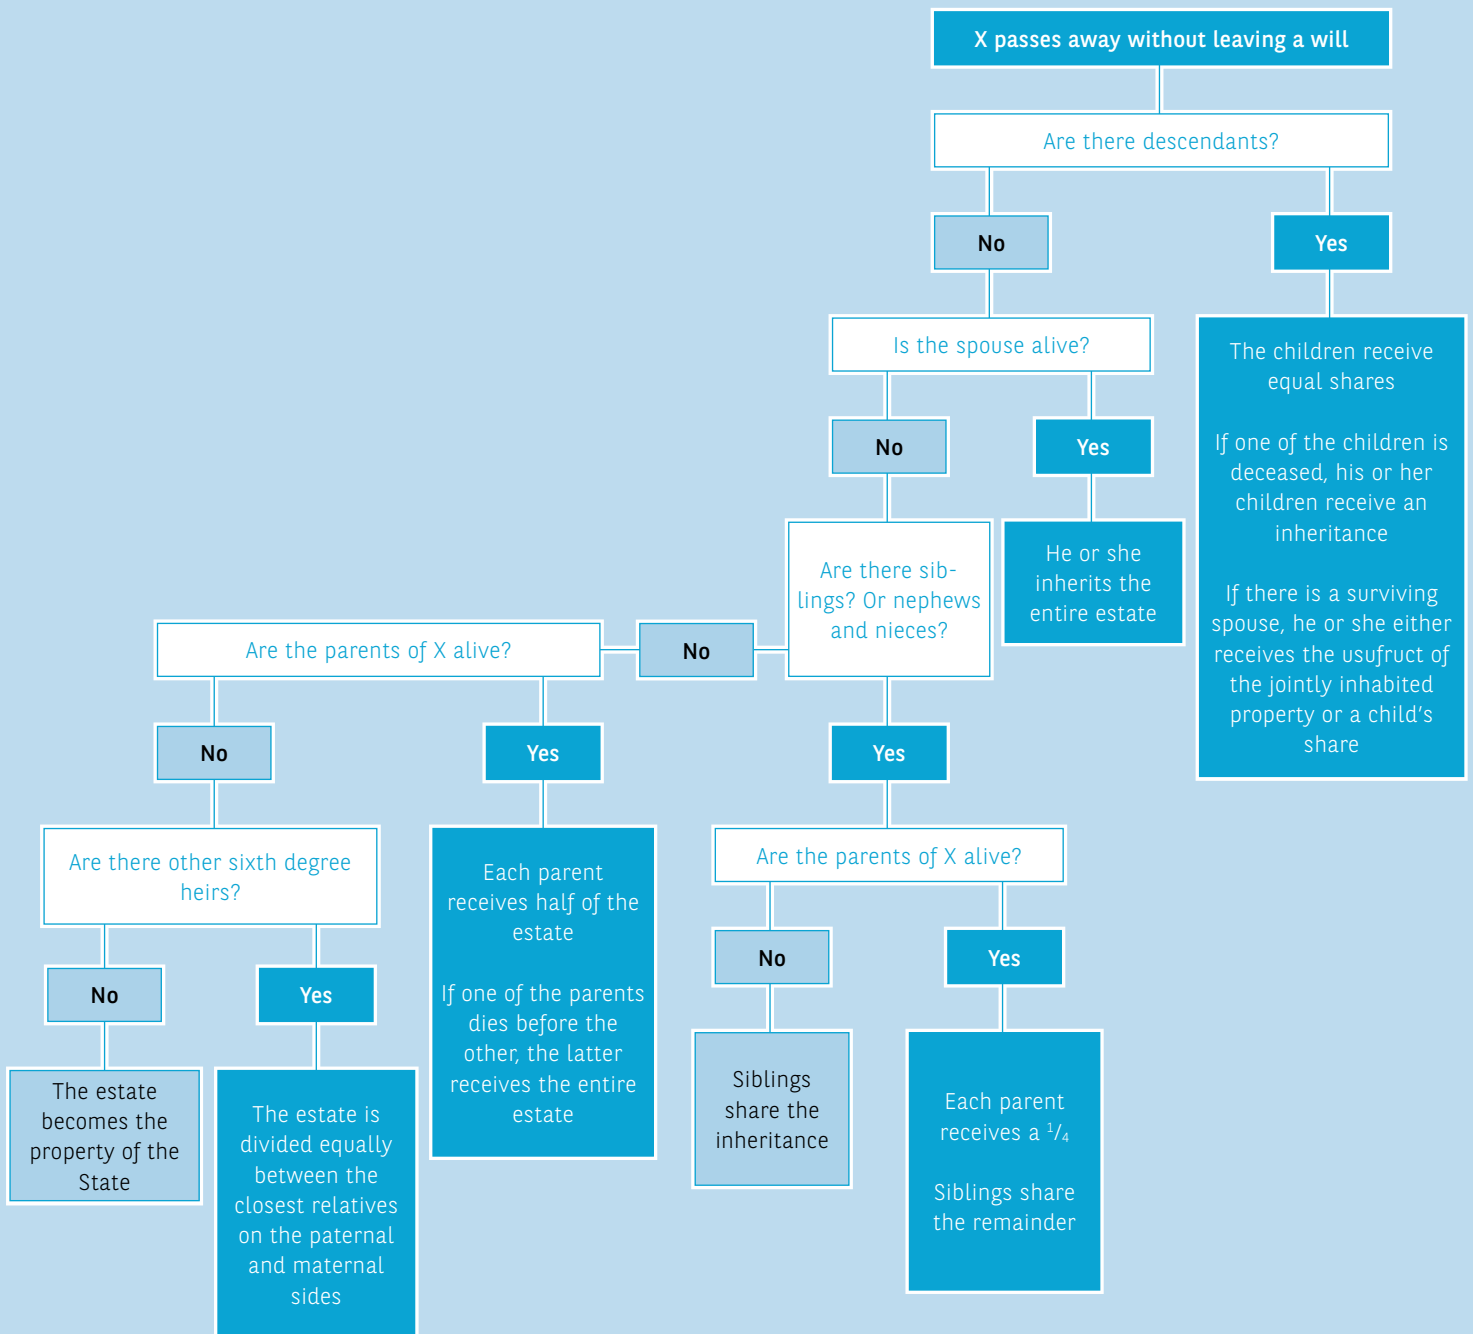 X passes away without leaving a will
Are there descendants?
No
Yes
Is the spouse alive?
The children receive
equal shares
If one of the children is
deceased, his or her
children receive an
inheritance
If there is a surviving
spouse, he or she either
receives the usufruct of
the jointly inhabited
property or a child's
share
No
Yes
He or she
inherits the
entire estate
Are there sib-
lings? Or nephews
and nieces?
No
Are the parents of X alive?
No
Yes
Yes
Are there other sixth degree
heirs?
Each parent
receives half of the
estate
If one of the parents
dies before the
other, the latter
receives the entire
estate
Are the parents of X alive?
No
Yes
No
Yes
The estate
becomes the
property of the
State
The estate is
divided equally
between the
closest relatives
on the paternal
and maternal
sides
Siblings
share the
inheritance
Each parent
receives a 1/4
Siblings share
the remainder